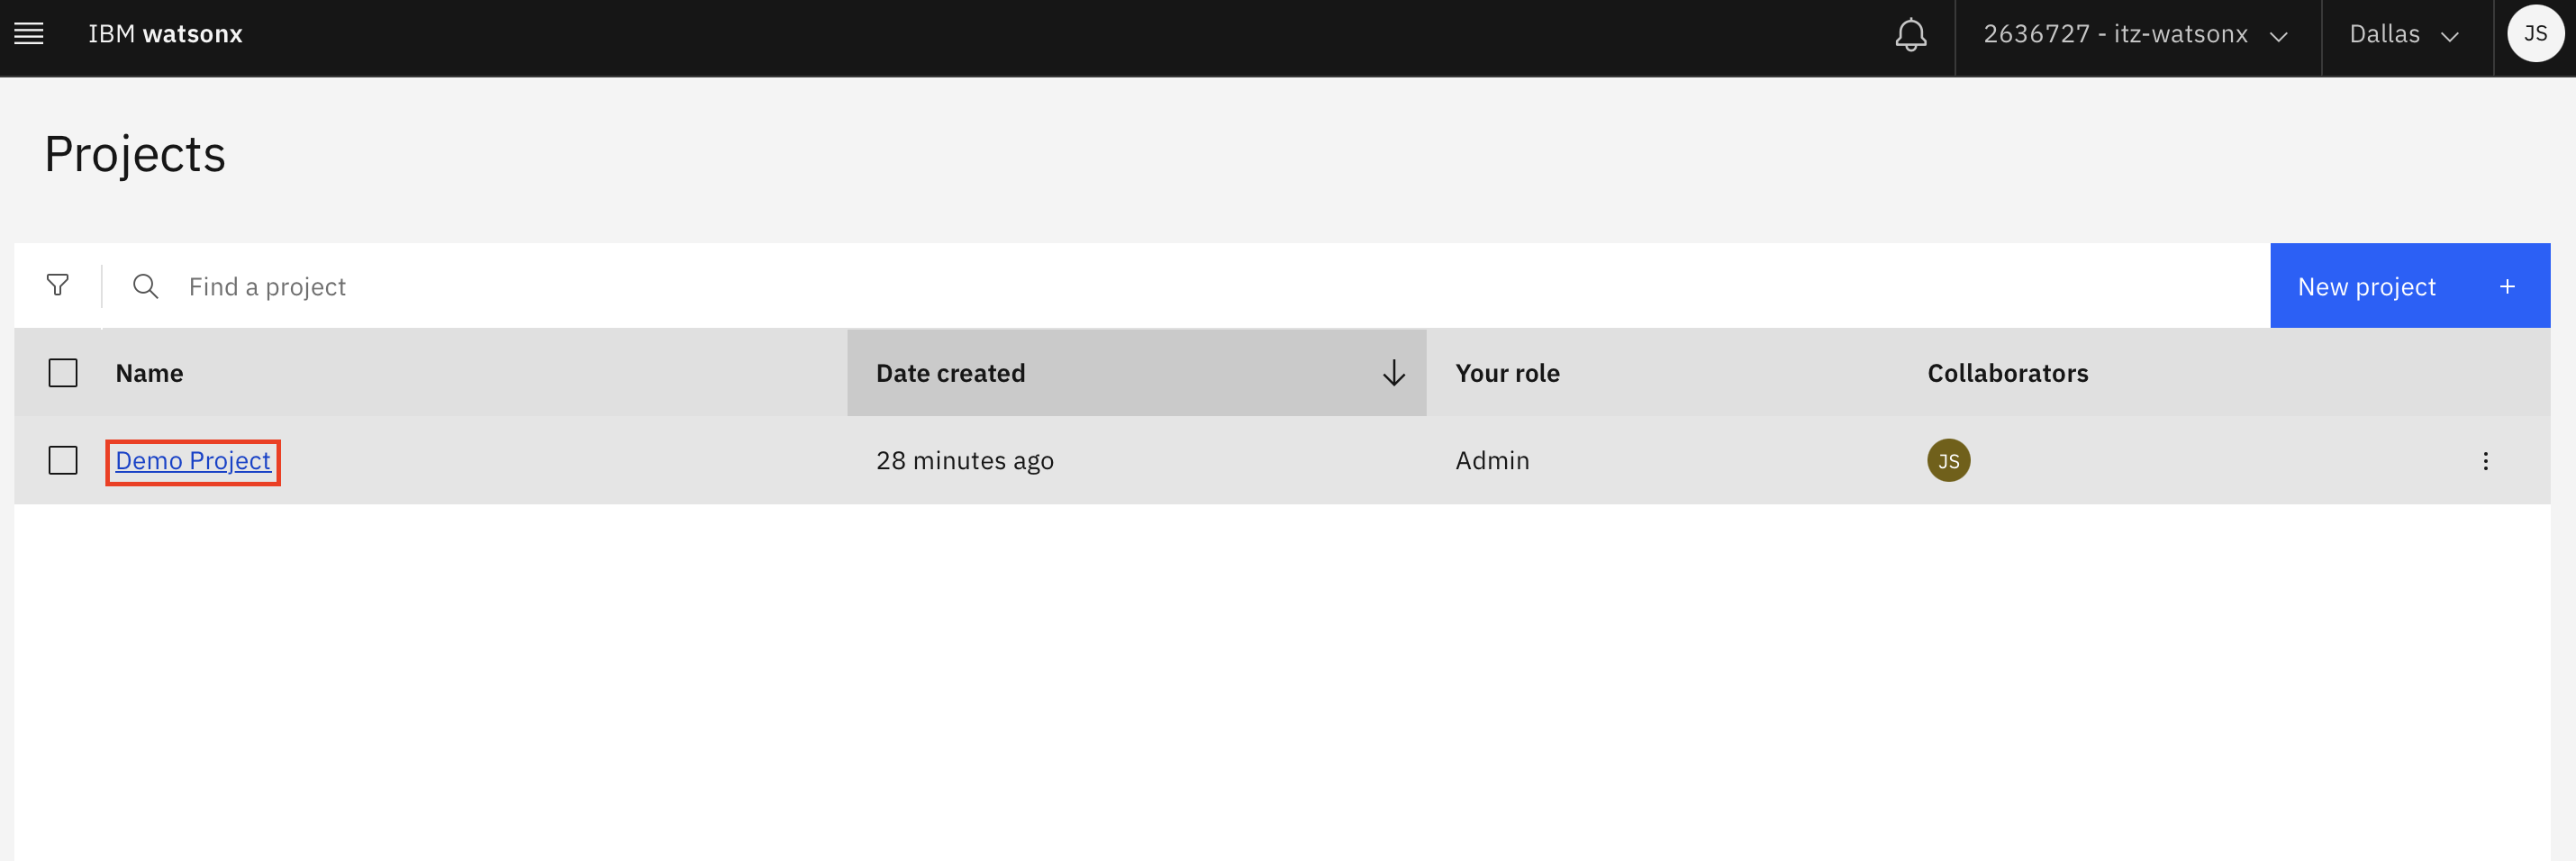 IBM watsonx
2636727 - itz-watsonx
Dallas
JS
Projects
Find a project
New project +
Name
Date created
Your role
Collaborators
Demo Project
28 minutes ago
Admin
JS